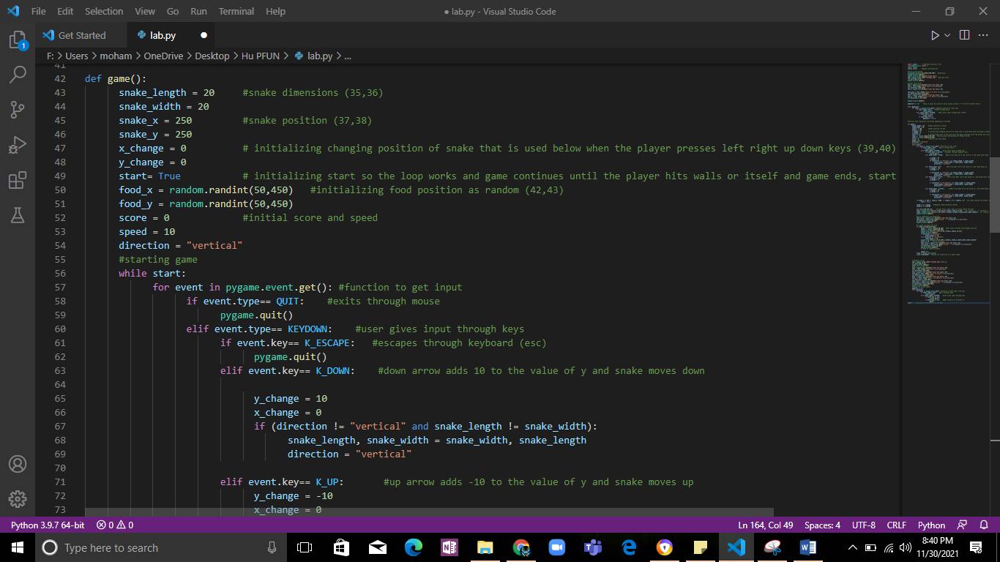 File Edit Selection View Go Run Terminal Help ● lab.py - Visual Studio Code
Get Started lab.py
F: > Users > moham > OneDrive > Desktop > Hu PFUN > lab.py > ...
41
42 def game():
43 snake_length = 20 #snake dimensions (35,36)
44 snake_width = 20
45 snake_x = 250 #snake position (37,38)
46 snake_y = 250
47 x_change = 0 # initializing changing position of snake that is used below when the player presses left right up down keys (39,40)
48 y_change = 0
49 start= True # initializing start so the loop works and game continues until the player hits walls or itself and game ends, start
50 food_x = random.randint(50,450) #initializing food position as random (42,43)
51 food_y = random.randint(50,450)
52 score = 0 #initial score and speed
53 speed = 10
54 direction = "vertical"
55 #starting game
56 while start:
57 for event in pygame.event.get(): #function to get input
58 if event.type== QUIT: #exits through mouse
59 pygame.quit()
60 elif event.type== KEYDOWN: #user gives input through keys
61 if event.key== K_ESCAPE: #escapes through keyboard (esc)
62 pygame.quit()
63 elif event.key== K_DOWN: #down arrow adds 10 to the value of y and snake moves down
64
65 y_change = 10
66 x_change = 0
67 if (direction != "vertical" and snake_length != snake_width):
68 snake_length, snake_width = snake_width, snake_length
69 direction = "vertical"
70
71 elif event.key== K_UP: #up arrow adds -10 to the value of y and snake moves up
72 y_change = -10
73 x_change = 0
1
Python 3.9.7 64-bit 0 0 Ln 164, Col 49 Spaces: 4 UTF-8 CRLF Python
Type here to search 8:40 PM
11/30/2021